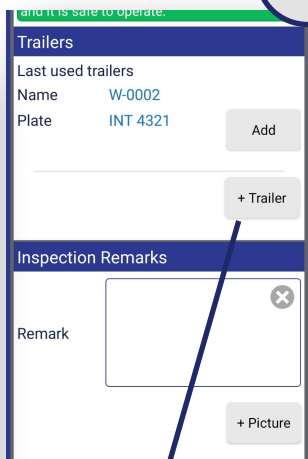 and it is safe to operate.
Trailers
Last used trailers
Name W-0002
Plate INT 4321
Add
+ Trailer
Inspection Remarks
Remark
+ Picture